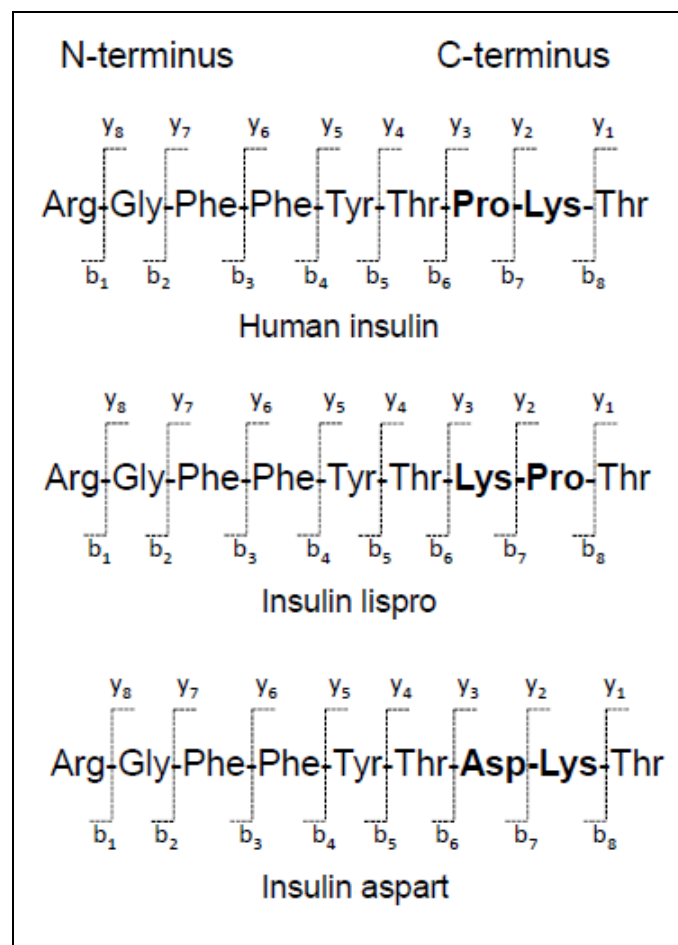 N-terminus C-terminus
y₈ y₇ y₆ y₅ y₄ y₃ y₂ y₁
Arg-Gly-Phe-Phe-Tyr-Thr-Pro-Lys-Thr
b₁ b₂ b₃ b₄ b₅ b₆ b₇ b₈
Human insulin
y₈ y₇ y₆ y₅ y₄ y₃ y₂ y₁
Arg-Gly-Phe-Phe-Tyr-Thr-Lys-Pro-Thr
b₁ b₂ b₃ b₄ b₅ b₆ b₇ b₈
Insulin lispro
y₈ y₇ y₆ y₅ y₄ y₃ y₂ y₁
Arg-Gly-Phe-Phe-Tyr-Thr-Asp-Lys-Thr
b₁ b₂ b₃ b₄ b₅ b₆ b₇ b₈
Insulin aspart